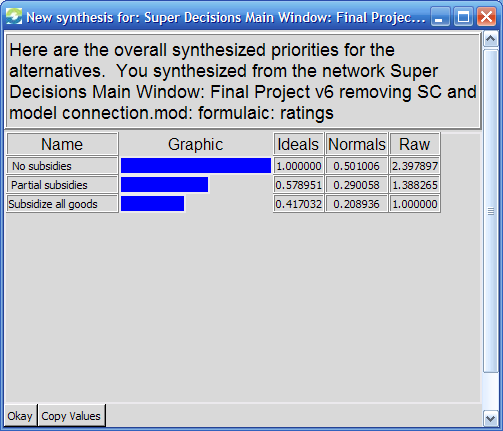 New synthesis for: Super Decisions Main Window: Final Projec...
Here are the overall synthesized priorities for the
alternatives. You synthesized from the network Super
Decisions Main Window: Final Project v6 removing SC and
model connection.mod: formulaic: ratings
Name Graphic Ideals Normals Raw
No subsidies 1.000000 0.501006 2.397897
Partial subsidies 0.578951 0.290058 1.388265
Subsidize all goods 0.417032 0.208936 1.000000
Okay Copy Values